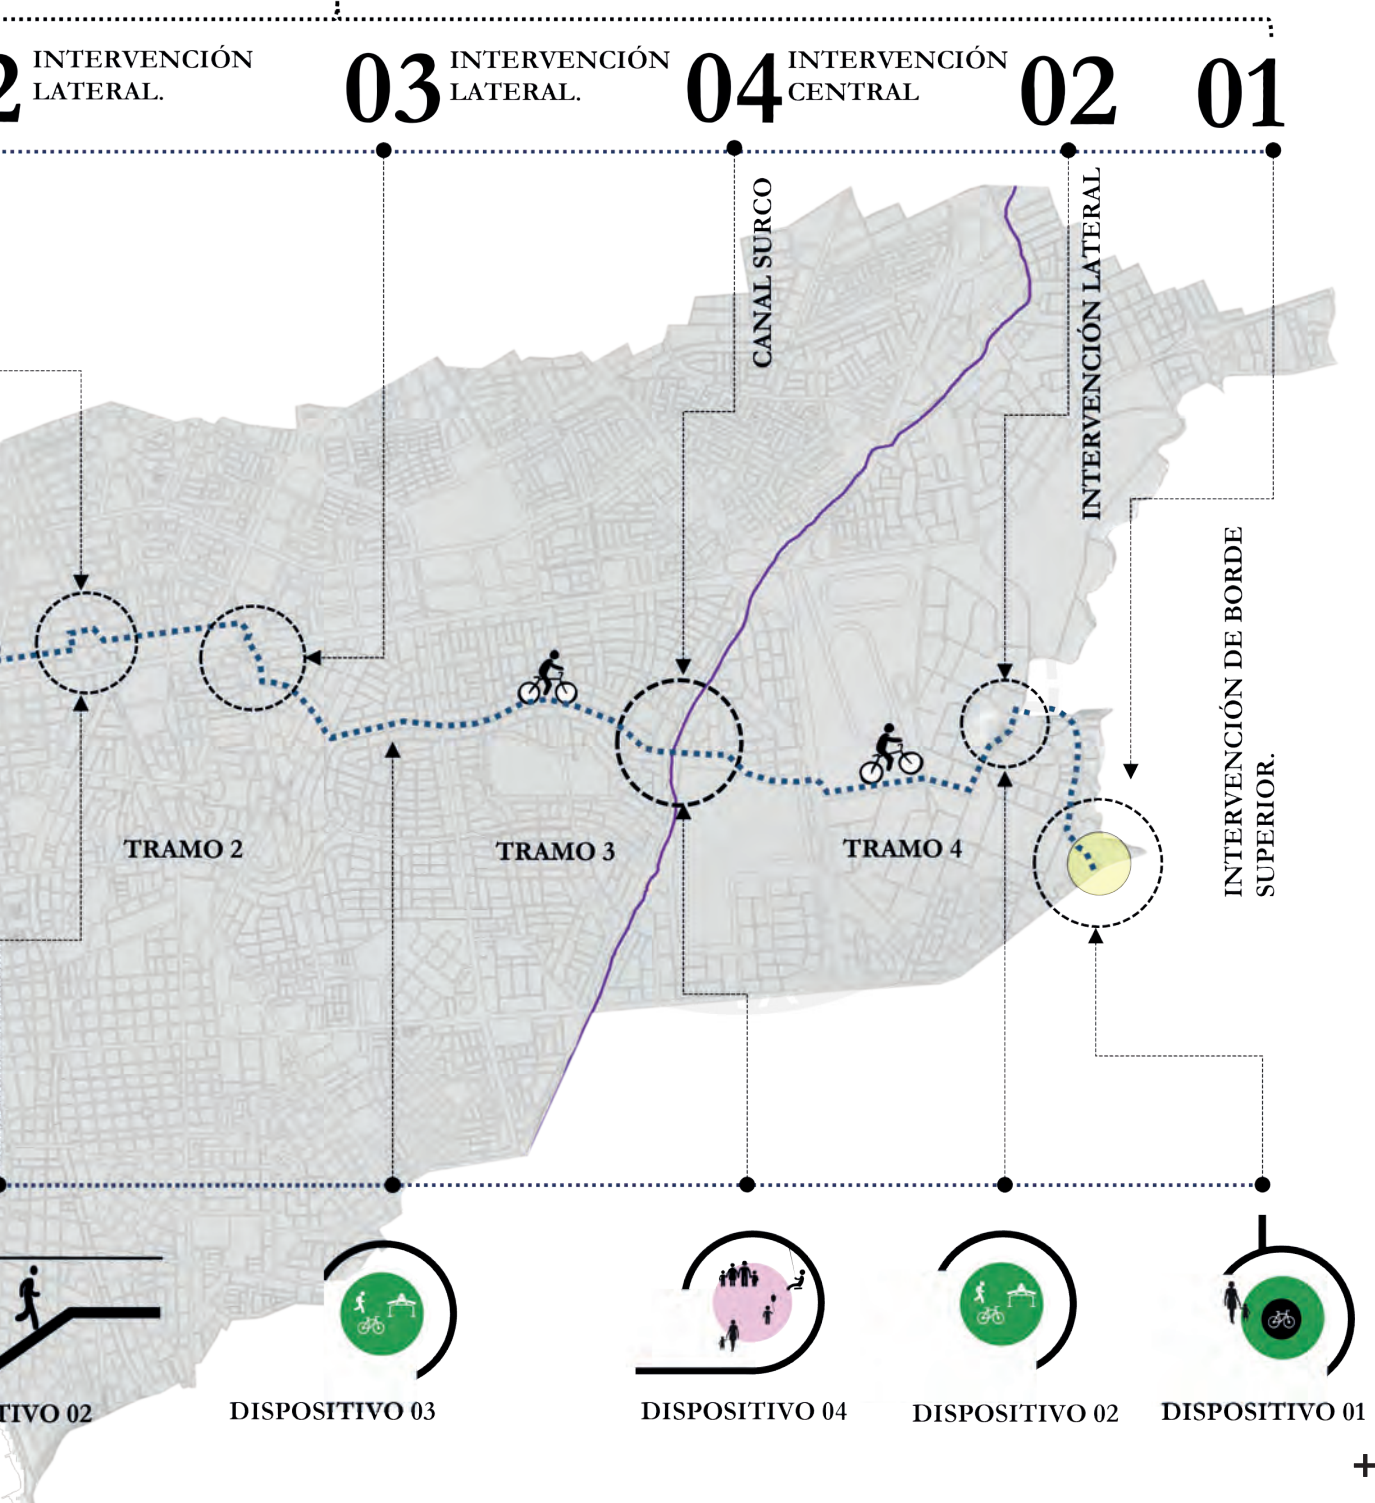 2 INTERVENCIÓN
LATERAL.
03 INTERVENCIÓN
LATERAL.
04 INTERVENCIÓN
CENTRAL
02
01
CANAL SURCO
INTERVENCIÓN LATERAL
INTERVENCIÓN DE BORDE
SUPERIOR.
TRAMO 2
TRAMO 3
TRAMO 4
TIVO 02
DISPOSITIVO 03
DISPOSITIVO 04
DISPOSITIVO 02
DISPOSITIVO 01
+